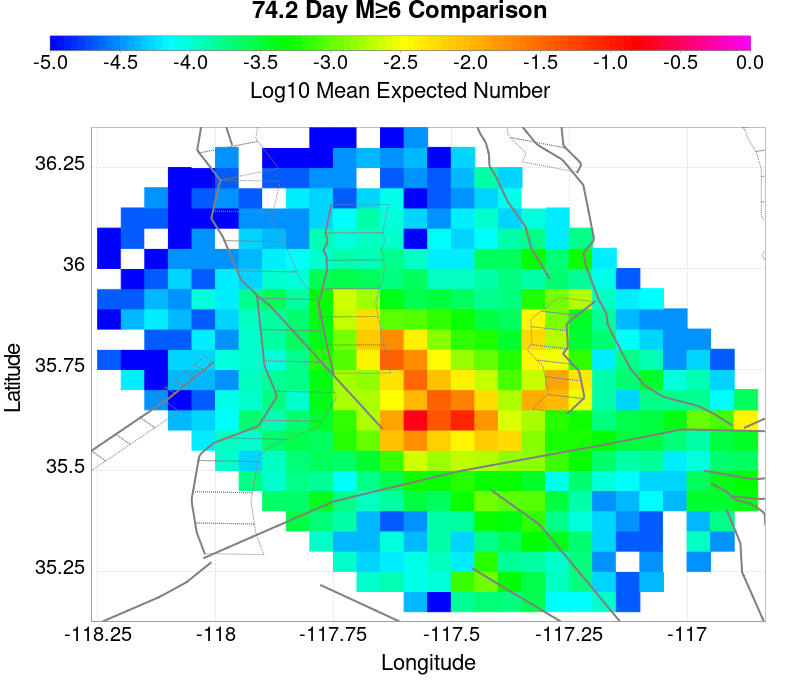 74.2 Day M≥6 Comparison
-5.0 -4.5 -4.0 -3.5 -3.0 -2.5 -2.0 -1.5 -1.0 -0.5 0.0
Log10 Mean Expected Number
36.25
36
35.75
35.5
35.25
Latitude
-118.25 -118 -117.75 -117.5 -117.25 -117
Longitude